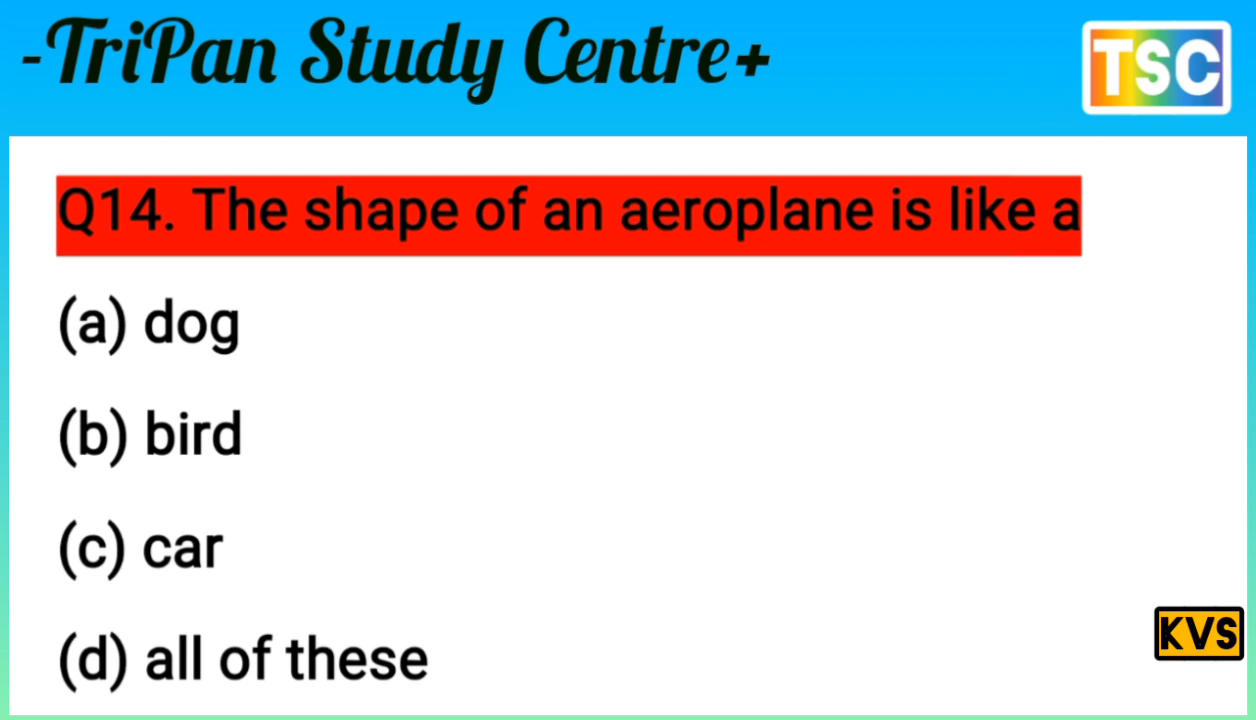 -TriPan Study Centre+
TSC
Q14. The shape of an aeroplane is like a
(a) dog
(b) bird
(c) car
KVS
(d) all of these